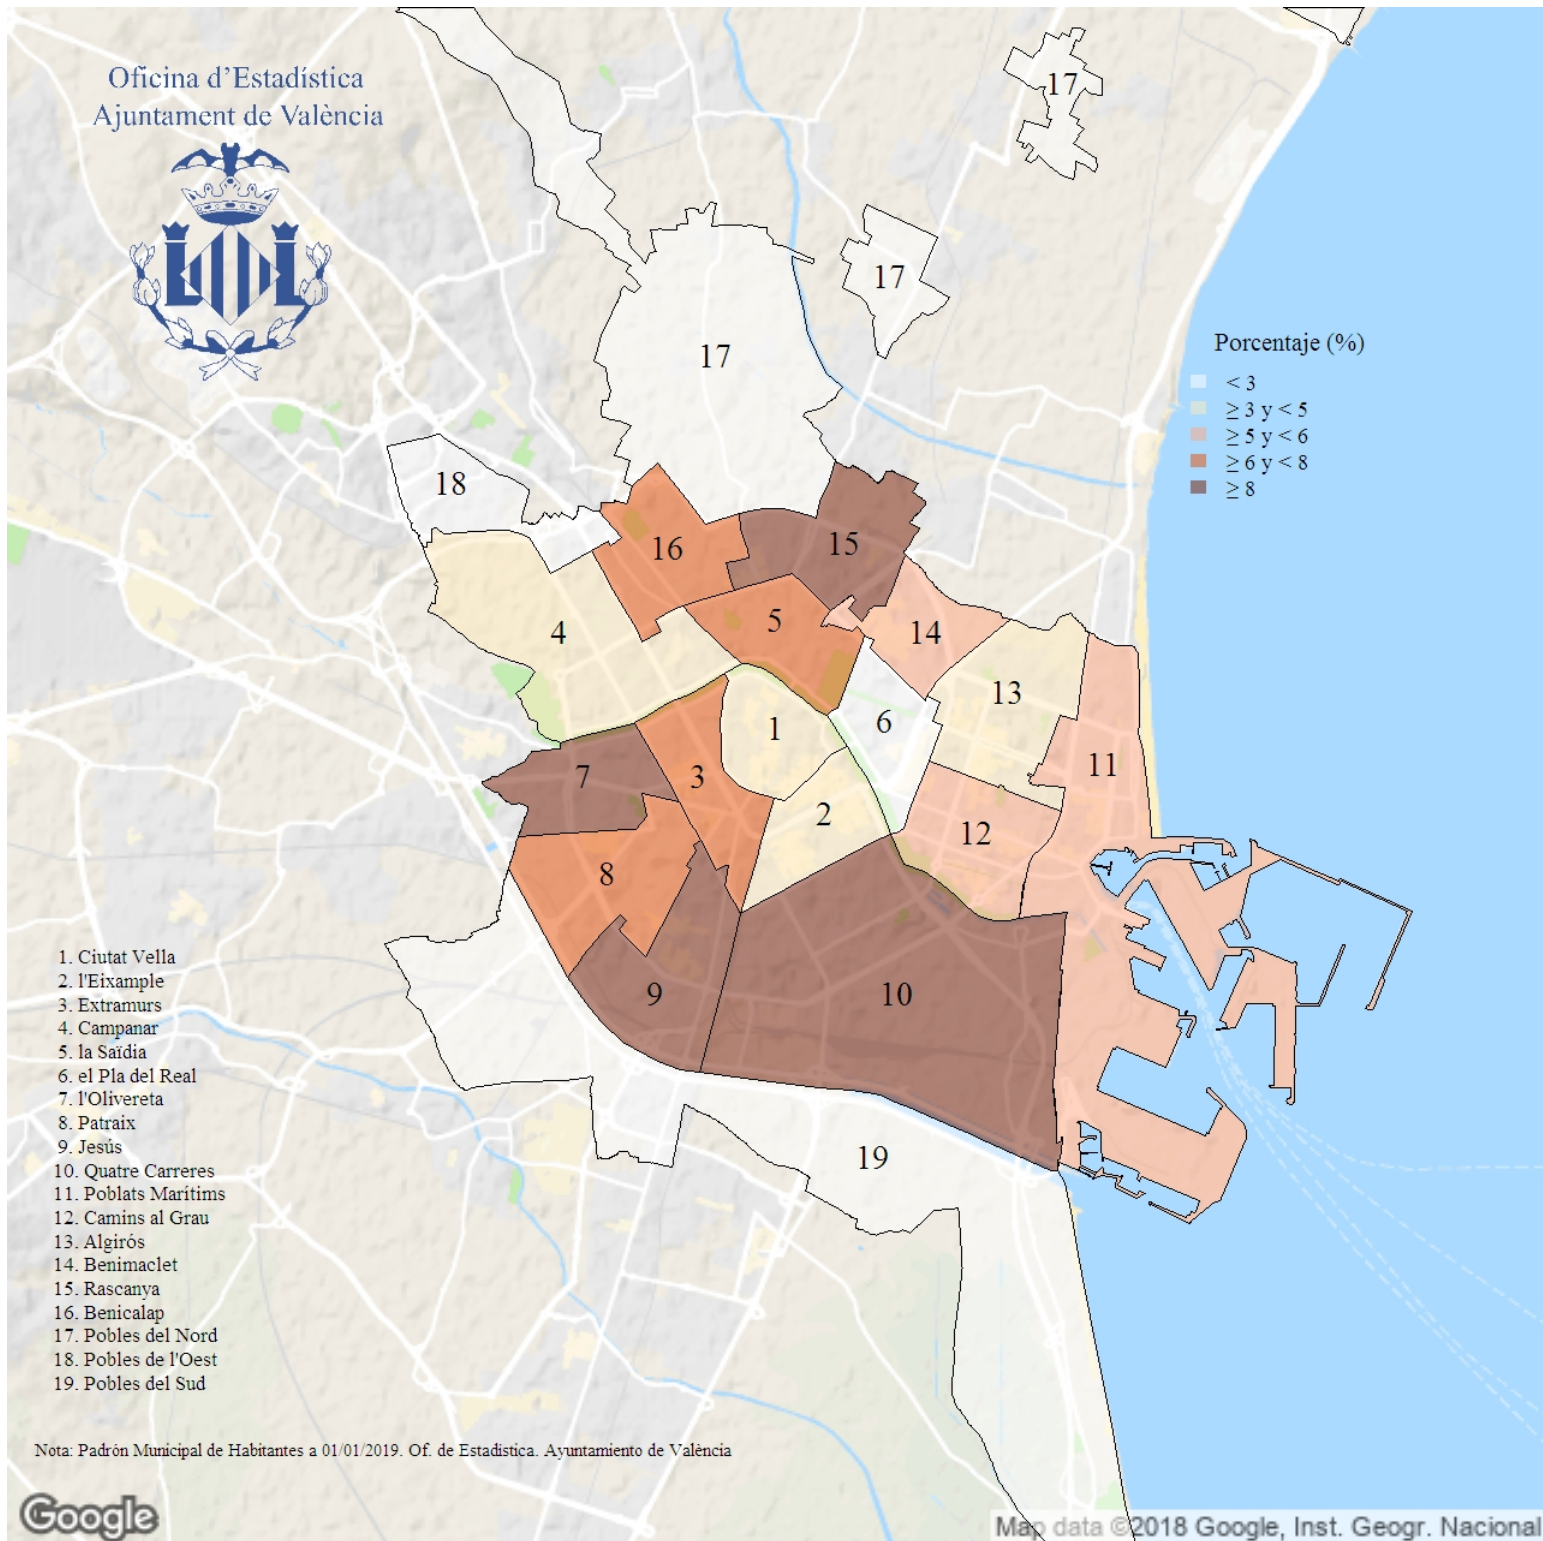 Oficina d'Estadística
Ajuntament de València
17
17
17
18
16
15
5
14
4
13
6
1
11
7
3
2
12
8
9
10
19
Porcentaje (%)
< 3
≥ 3 y < 5
≥ 5 y < 6
≥ 6 y < 8
≥ 8
1. Ciutat Vella
2. l'Eixample
3. Extramurs
4. Campanar
5. la Saïdia
6. el Pla del Real
7. l'Olivereta
8. Patraix
9. Jesús
10. Quatre Carreres
11. Poblats Marítims
12. Camins al Grau
13. Algirós
14. Benimaclet
15. Rascanya
16. Benicalap
17. Pobles del Nord
18. Pobles de l'Oest
19. Pobles del Sud
Nota: Padrón Municipal de Habitantes a 01/01/2019. Of. de Estadística. Ayuntamiento de València
Google
Map data ©2018 Google, Inst. Geogr. Nacional